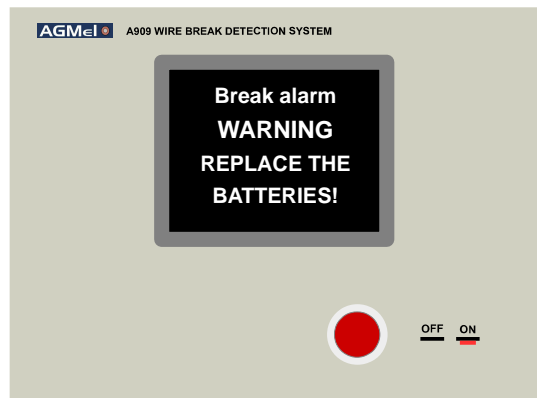 AGMel
A909 WIRE BREAK DETECTION SYSTEM
Break alarm
WARNING
REPLACE THE
BATTERIES!
OFF ON